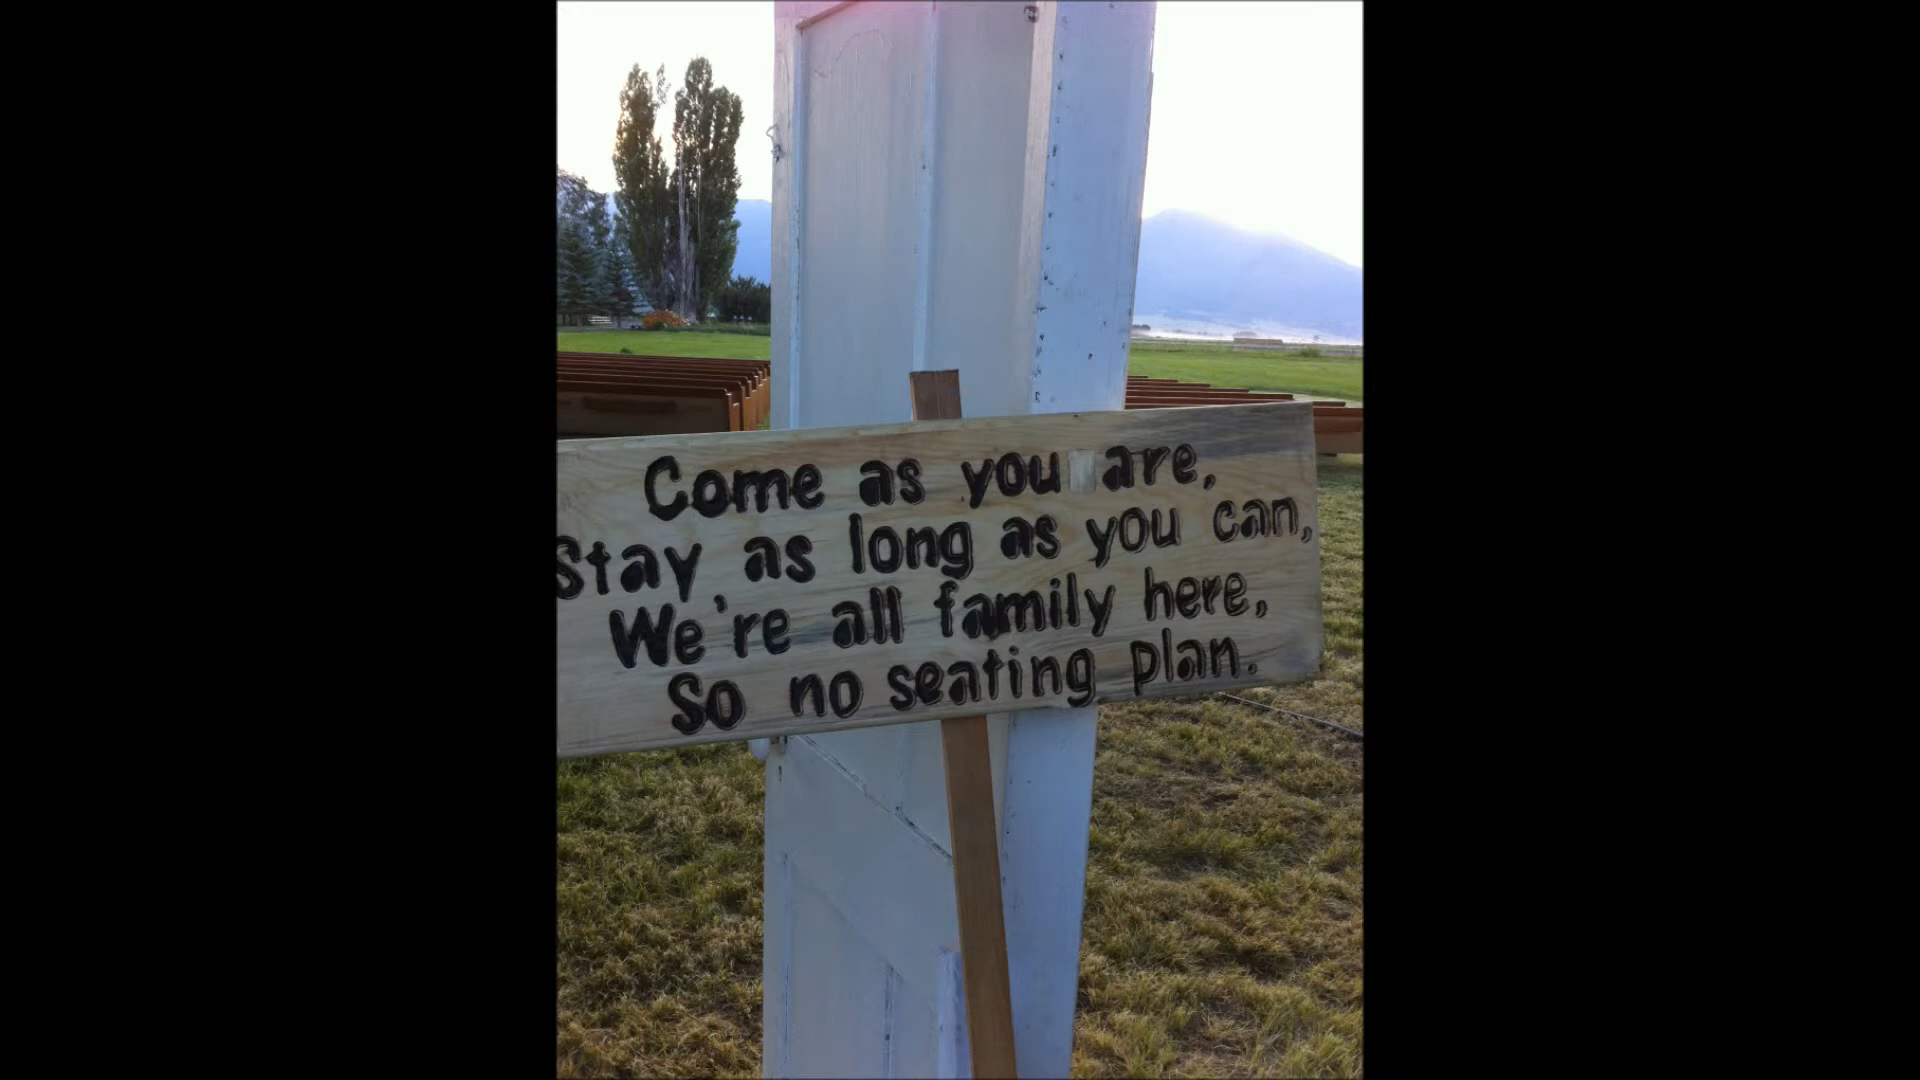 Come as you are,
Stay as long as you can,
We're all family here,
So no seating plan.